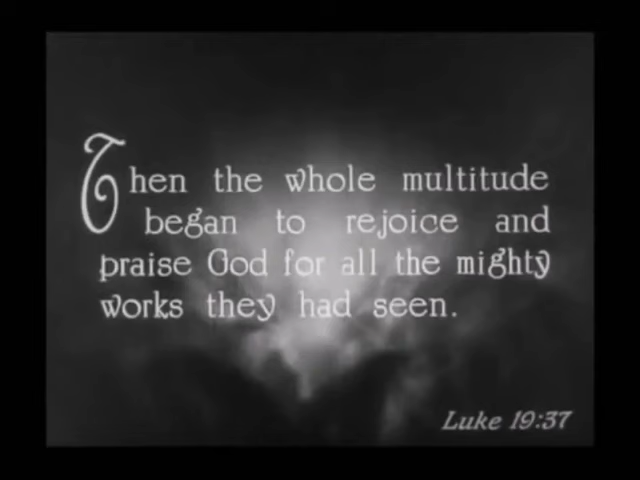 Then the whole multitude
began to rejoice and
praise God for all the mighty
works they had seen.
Luke 19:37